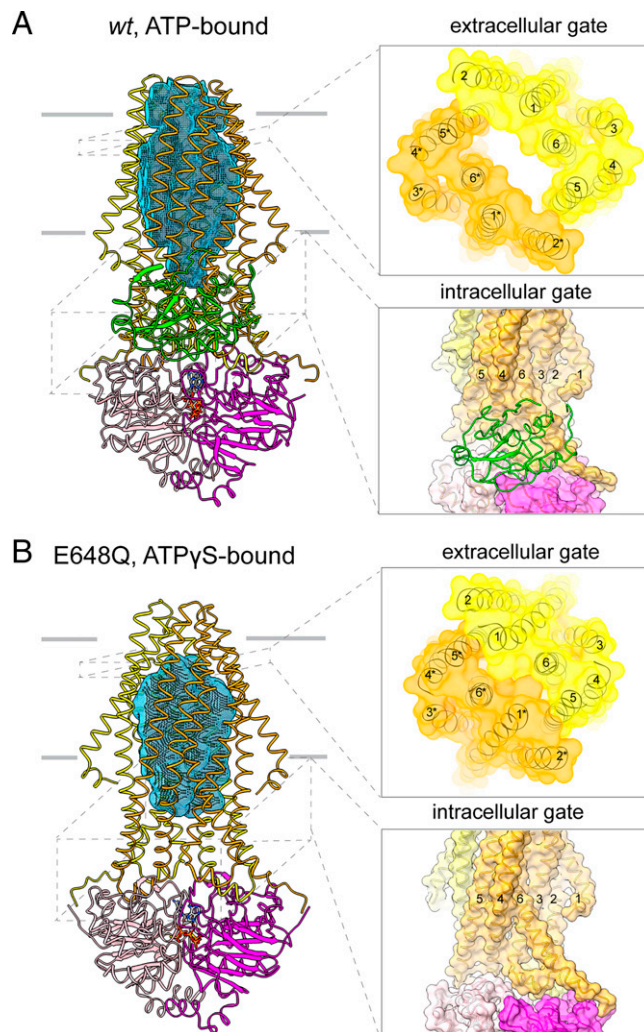 A
wt, ATP-bound
extracellular gate
2
1
3
5*
6
4
4*
6*
5
3*
1*
2*
intracellular gate
5 4 6 3 2 1
B
E648Q, ATPγS-bound
extracellular gate
2
1
3
5*
4*
6
4
6*
5
3*
1*
2*
intracellular gate
5 4 6 3 2 1